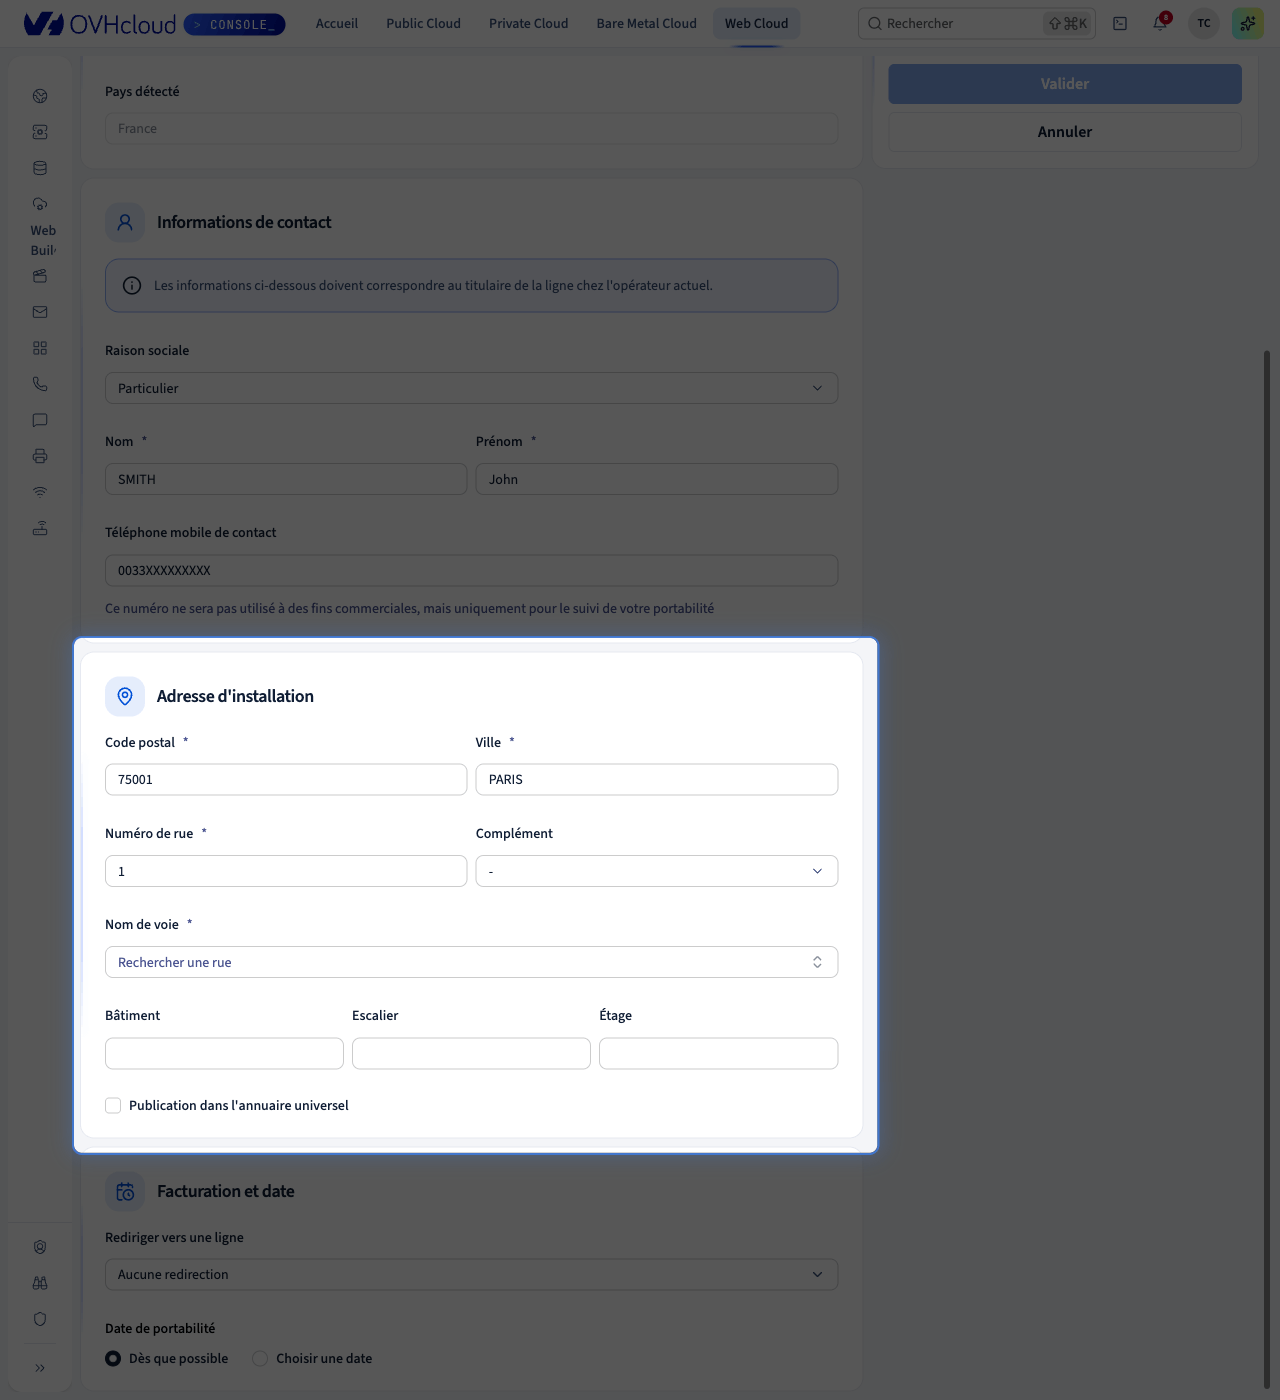 OVHcloud > CONSOLE_ Accueil Public Cloud Private Cloud Bare Metal Cloud Web Cloud Rechercher ⇧⌘K 8 TC
Pays détecté
France
Valider
Annuler
Web
Buil
Informations de contact
Les informations ci-dessous doivent correspondre au titulaire de la ligne chez l'opérateur actuel.
Raison sociale
Particulier
Nom * Prénom *
SMITH John
Téléphone mobile de contact
0033XXXXXXXXX
Ce numéro ne sera pas utilisé à des fins commerciales, mais uniquement pour le suivi de votre portabilité
Adresse d'installation
Code postal * Ville *
75001 PARIS
Numéro de rue * Complément
1 -
Nom de voie *
Rechercher une rue
Bâtiment Escalier Étage
Publication dans l'annuaire universel
Facturation et date
Rediriger vers une ligne
Aucune redirection
Date de portabilité
Dès que possible Choisir une date